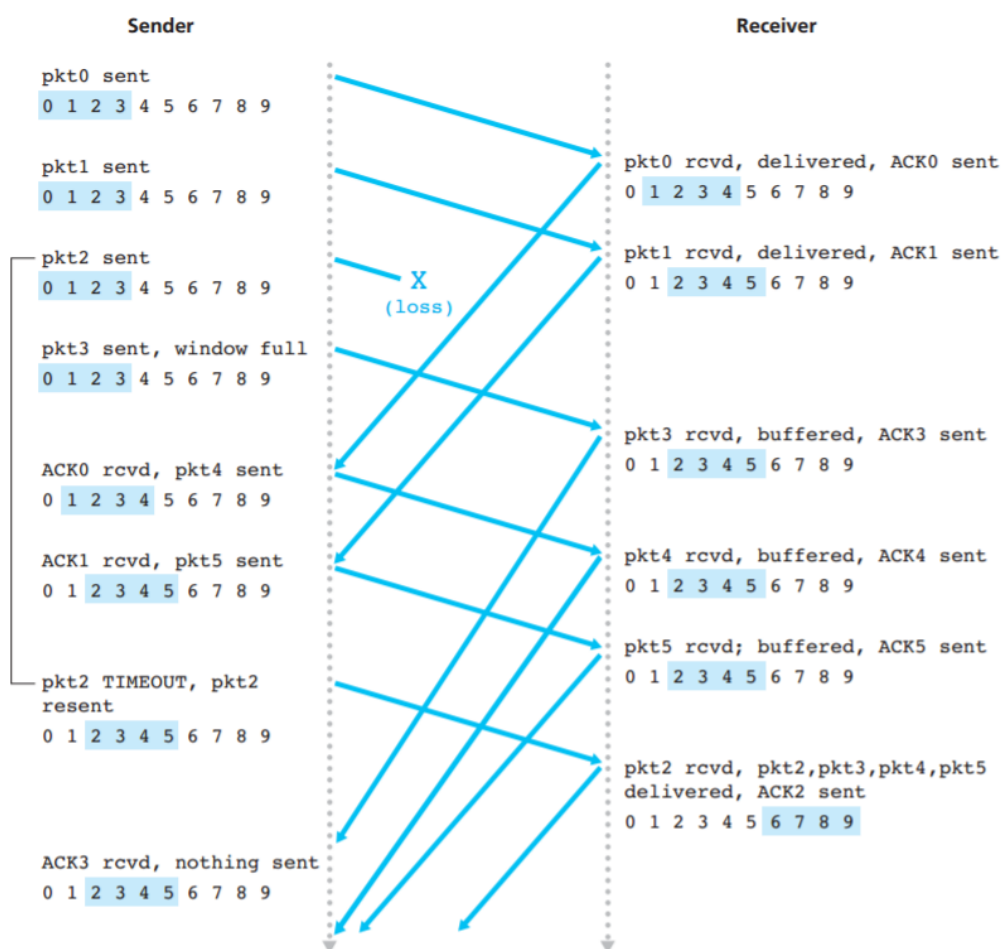 Sender
Receiver
pkt0 sent
0 1 2 3 4 5 6 7 8 9
pkt1 sent
0 1 2 3 4 5 6 7 8 9
pkt2 sent
0 1 2 3 4 5 6 7 8 9
X
(loss)
pkt3 sent, window full
0 1 2 3 4 5 6 7 8 9
ACK0 rcvd, pkt4 sent
0 1 2 3 4 5 6 7 8 9
ACK1 rcvd, pkt5 sent
0 1 2 3 4 5 6 7 8 9
pkt2 TIMEOUT, pkt2
resent
0 1 2 3 4 5 6 7 8 9
ACK3 rcvd, nothing sent
0 1 2 3 4 5 6 7 8 9
pkt0 rcvd, delivered, ACK0 sent
0 1 2 3 4 5 6 7 8 9
pkt1 rcvd, delivered, ACK1 sent
0 1 2 3 4 5 6 7 8 9
pkt3 rcvd, buffered, ACK3 sent
0 1 2 3 4 5 6 7 8 9
pkt4 rcvd, buffered, ACK4 sent
0 1 2 3 4 5 6 7 8 9
pkt5 rcvd; buffered, ACK5 sent
0 1 2 3 4 5 6 7 8 9
pkt2 rcvd, pkt2,pkt3,pkt4,pkt5
delivered, ACK2 sent
0 1 2 3 4 5 6 7 8 9